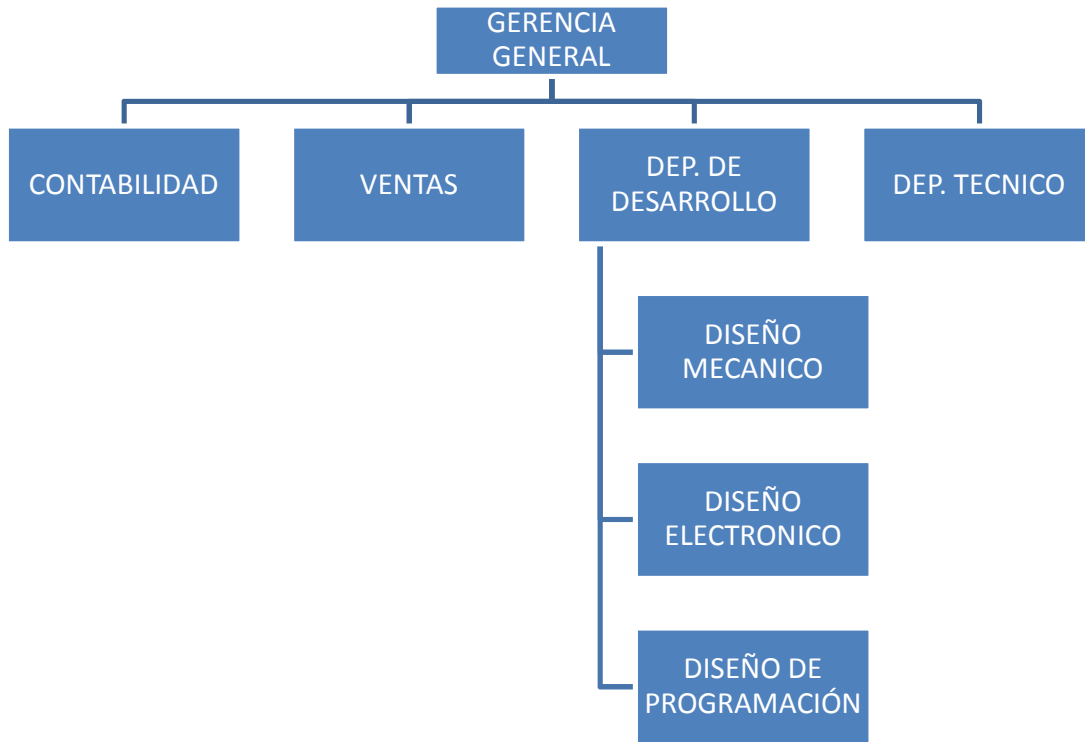 GERENCIA
GENERAL
CONTABILIDAD
VENTAS
DEP. DE
DESARROLLO
DEP. TECNICO
DISEÑO
MECANICO
DISEÑO
ELECTRONICO
DISEÑO DE
PROGRAMACIÓN